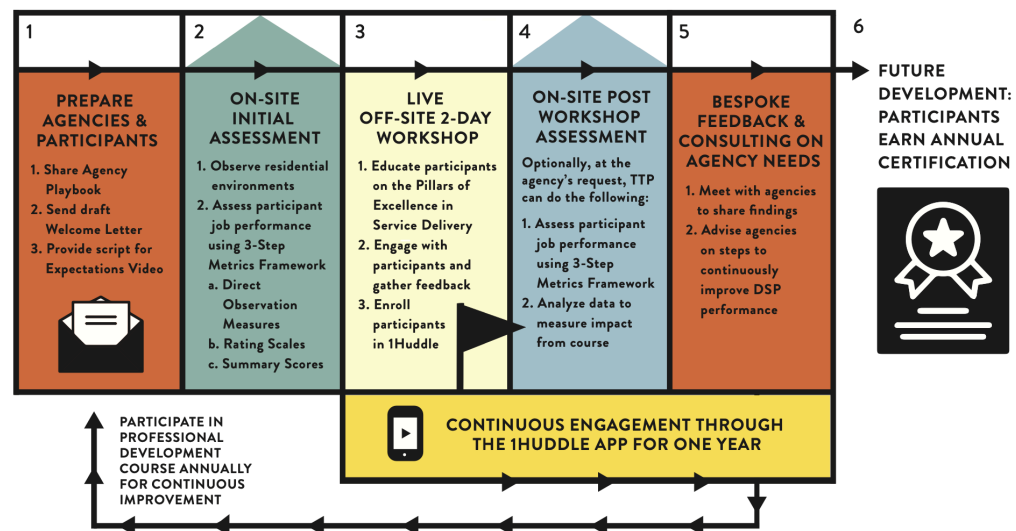 1
PREPARE
AGENCIES &
PARTICIPANTS
1. Share Agency
Playbook
2. Send draft
Welcome Letter
3. Provide script for
Expectations Video
2
ON-SITE
INITIAL
ASSESSMENT
1. Observe residential
environments
2. Assess participant
job performance
using 3-Step
Metrics Framework
a. Direct
Observation
Measures
b. Rating Scales
c. Summary Scores
3
LIVE
OFF-SITE 2-DAY
WORKSHOP
1. Educate participants
on the Pillars of
Excellence in
Service Delivery
2. Engage with
participants and
gather feedback
3. Enroll
participants
in 1Huddle
4
ON-SITE POST
WORKSHOP
ASSESSMENT
Optionally, at the
agency's request, TTP
can do the following:
1. Assess participant
job performance
using 3-Step
Metrics Framework
2. Analyze data to
measure impact
from course
5
BESPOKE
FEEDBACK &
CONSULTING ON
AGENCY NEEDS
1. Meet with agencies
to share findings
2. Advise agencies
on steps to
continuously
improve DSP
performance
6
FUTURE
DEVELOPMENT:
PARTICIPANTS
EARN ANNUAL
CERTIFICATION
CONTINUOUS ENGAGEMENT THROUGH
THE 1HUDDLE APP FOR ONE YEAR
PARTICIPATE IN
PROFESSIONAL
DEVELOPMENT
COURSE ANNUALLY
FOR CONTINUOUS
IMPROVEMENT